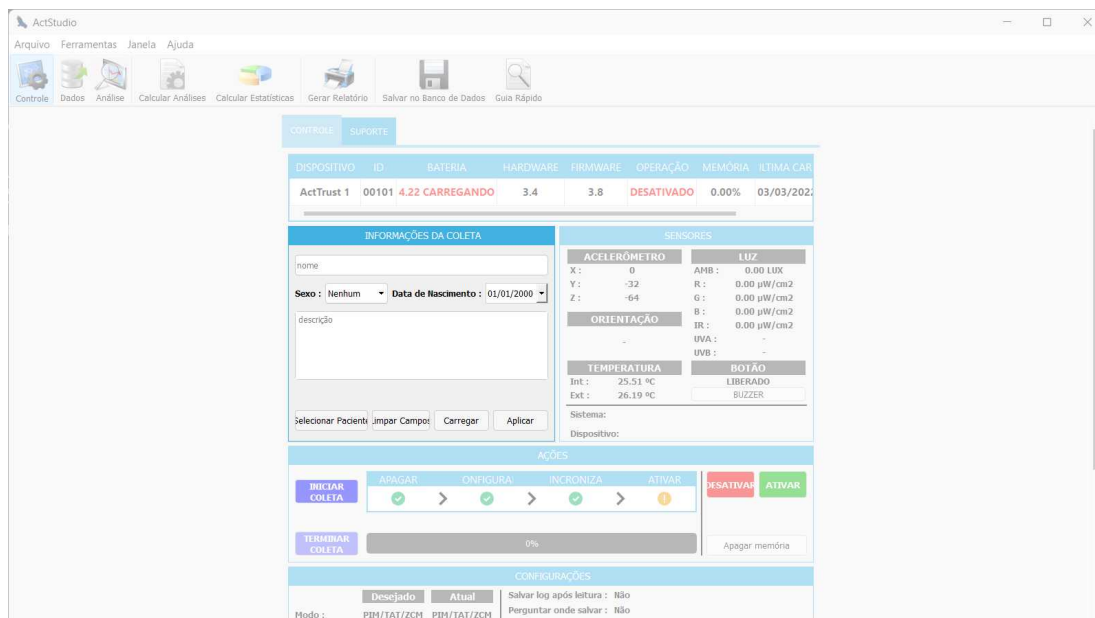 ActStudio
Arquivo Ferramentas Janela Ajuda
Controle Dados Análise Calcular Análises Calcular Estatísticas Gerar Relatório Salvar no Banco de Dados Guia Rápido
CONTROLE SUPORTE
DISPOSITIVO ID BATERIA HARDWARE FIRMWARE OPERAÇÃO MEMÓRIA ILTIMA CAR
ActTrust 1 00101 4.22 CARREGANDO 3.4 3.8 DESATIVADO 0.00% 03/03/202
INFORMAÇÕES DA COLETA
nome
Sexo : Nenhum Data de Nascimento : 01/01/2000
descrição
Selecionar Paciente Limpar Campos Carregar Aplicar
SENSORES
ACELERÔMETRO
X : 0
Y : -32
Z : -64
ORIENTAÇÃO
-
TEMPERATURA
Int : 25.51 ºC
Ext : 26.19 ºC
LUZ
AMB : 0.00 LUX
R : 0.00 µW/cm2
G : 0.00 µW/cm2
B : 0.00 µW/cm2
IR : 0.00 µW/cm2
UVA : -
UVB : -
BOTÃO
LIBERADO
BUZZER
Sistema:
Dispositivo:
AÇÕES
INICIAR
COLETA
APAGAR ONFIGURA INCRONIZA ATIVAR
DESATIVAR ATIVAR
TERMINAR
COLETA
0%
Apagar memória
CONFIGURAÇÕES
Desejado Atual
Modo : PIM/TAT/ZCM PIM/TAT/ZCM
Salvar log após leitura : Não
Perguntar onde salvar : Não